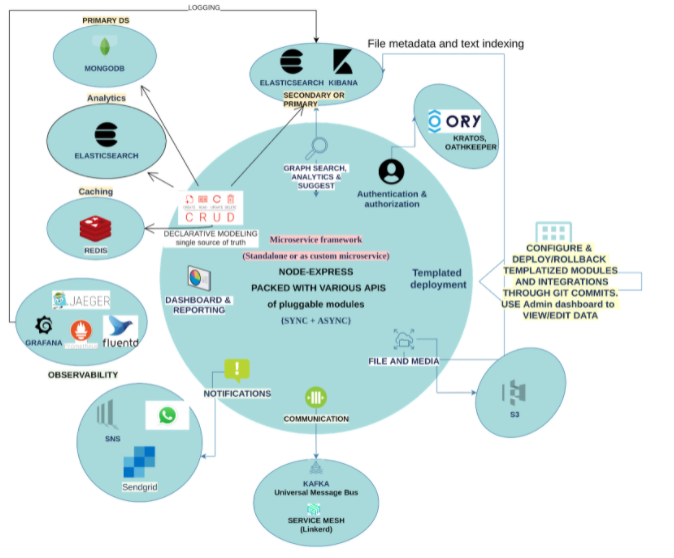 LOGGING
PRIMARY DS
MONGODB
Analytics
ELASTICSEARCH
Caching
REDIS
ELASTICSEARCH KIBANA
SECONDARY OR
PRIMARY
File metadata and text indexing
ORY
KRATOS,
OATHKEEPER
GRAPH SEARCH,
ANALYTICS &
SUGGEST
Authentication &
authorization
CRUD
DECLARATIVE MODELING
single source of truth
Microservice framework
(Standalone or as custom microservice)
NODE-EXPRESS
PACKED WITH VARIOUS APIS
of pluggable modules
(SYNC + ASYNC)
DASHBOARD &
REPORTING
Templated
deployment
CONFIGURE &
DEPLOY/ROLLBACK
TEMPLATIZED MODULES
AND INTEGRATIONS
THROUGH GIT COMMITS.
USE Admin dashboard to
VIEW/EDIT DATA
JAEGER
GRAFANA
fluentd
OBSERVABILITY
FILE AND MEDIA
S3
NOTIFICATIONS
COMMUNICATION
SNS
Sendgrid
KAFKA
Universal Message Bus
SERVICE MESH
(Linkerd)